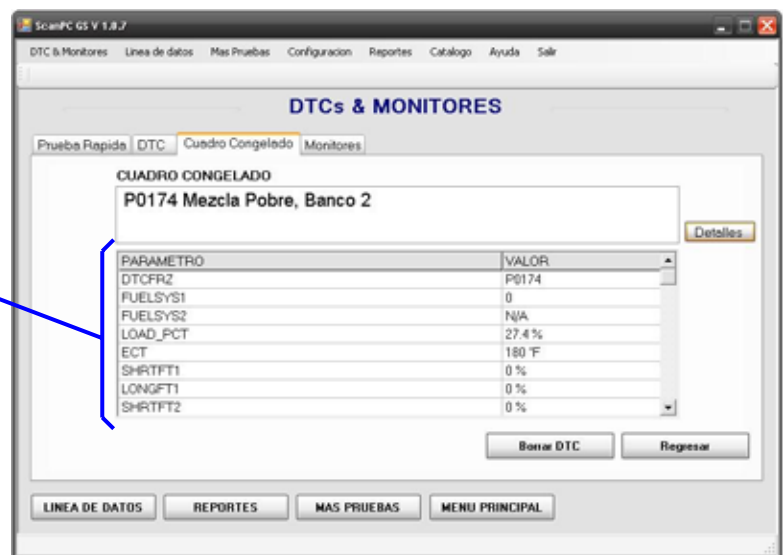 ScanPC GS V 1.0.7
DTC & Monitores Linea de datos Mas Pruebas Configuracion Reportes Catalogo Ayuda Salir
DTCs & MONITORES
Prueba Rapida DTC Cuadro Congelado Monitores
CUADRO CONGELADO
P0174 Mezcla Pobre, Banco 2
Detalles
PARAMETRO VALOR
DTCFRZ P0174
FUELSYS1 0
FUELSYS2 N/A
LOAD_PCT 27.4 %
ECT 180 °F
SHRTFT1 0 %
LONGFT1 0 %
SHRTFT2 0 %
Borrar DTC Regresar
LINEA DE DATOS REPORTES MAS PRUEBAS MENU PRINCIPAL